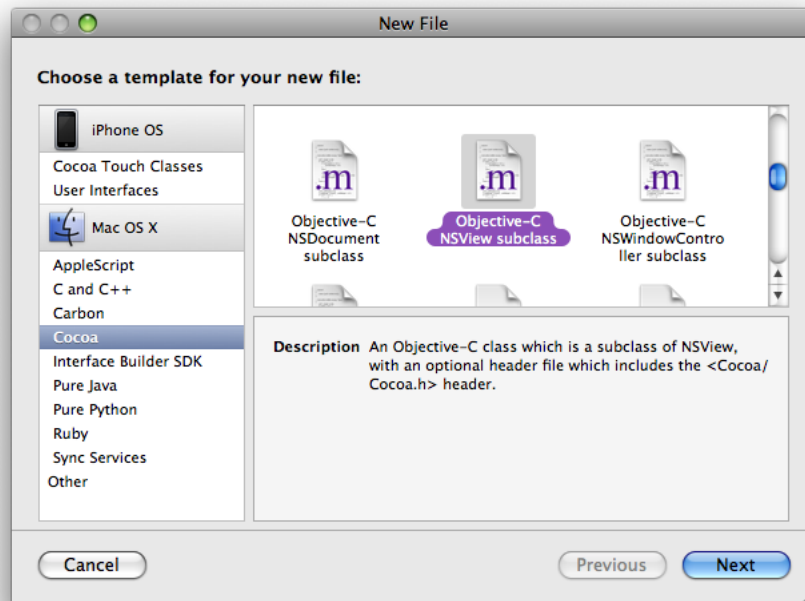 New File
Choose a template for your new file:
iPhone OS
Cocoa Touch Classes
User Interfaces
Mac OS X
AppleScript
C and C++
Carbon
Cocoa
Interface Builder SDK
Pure Java
Pure Python
Ruby
Sync Services
Other
.m
Objective-C
NSDocument
subclass
.m
Objective-C
NSView subclass
.m
Objective-C
NSWindowContro
ller subclass
Description An Objective-C class which is a subclass of NSView,
with an optional header file which includes the <Cocoa/
Cocoa.h> header.
Cancel
Previous
Next